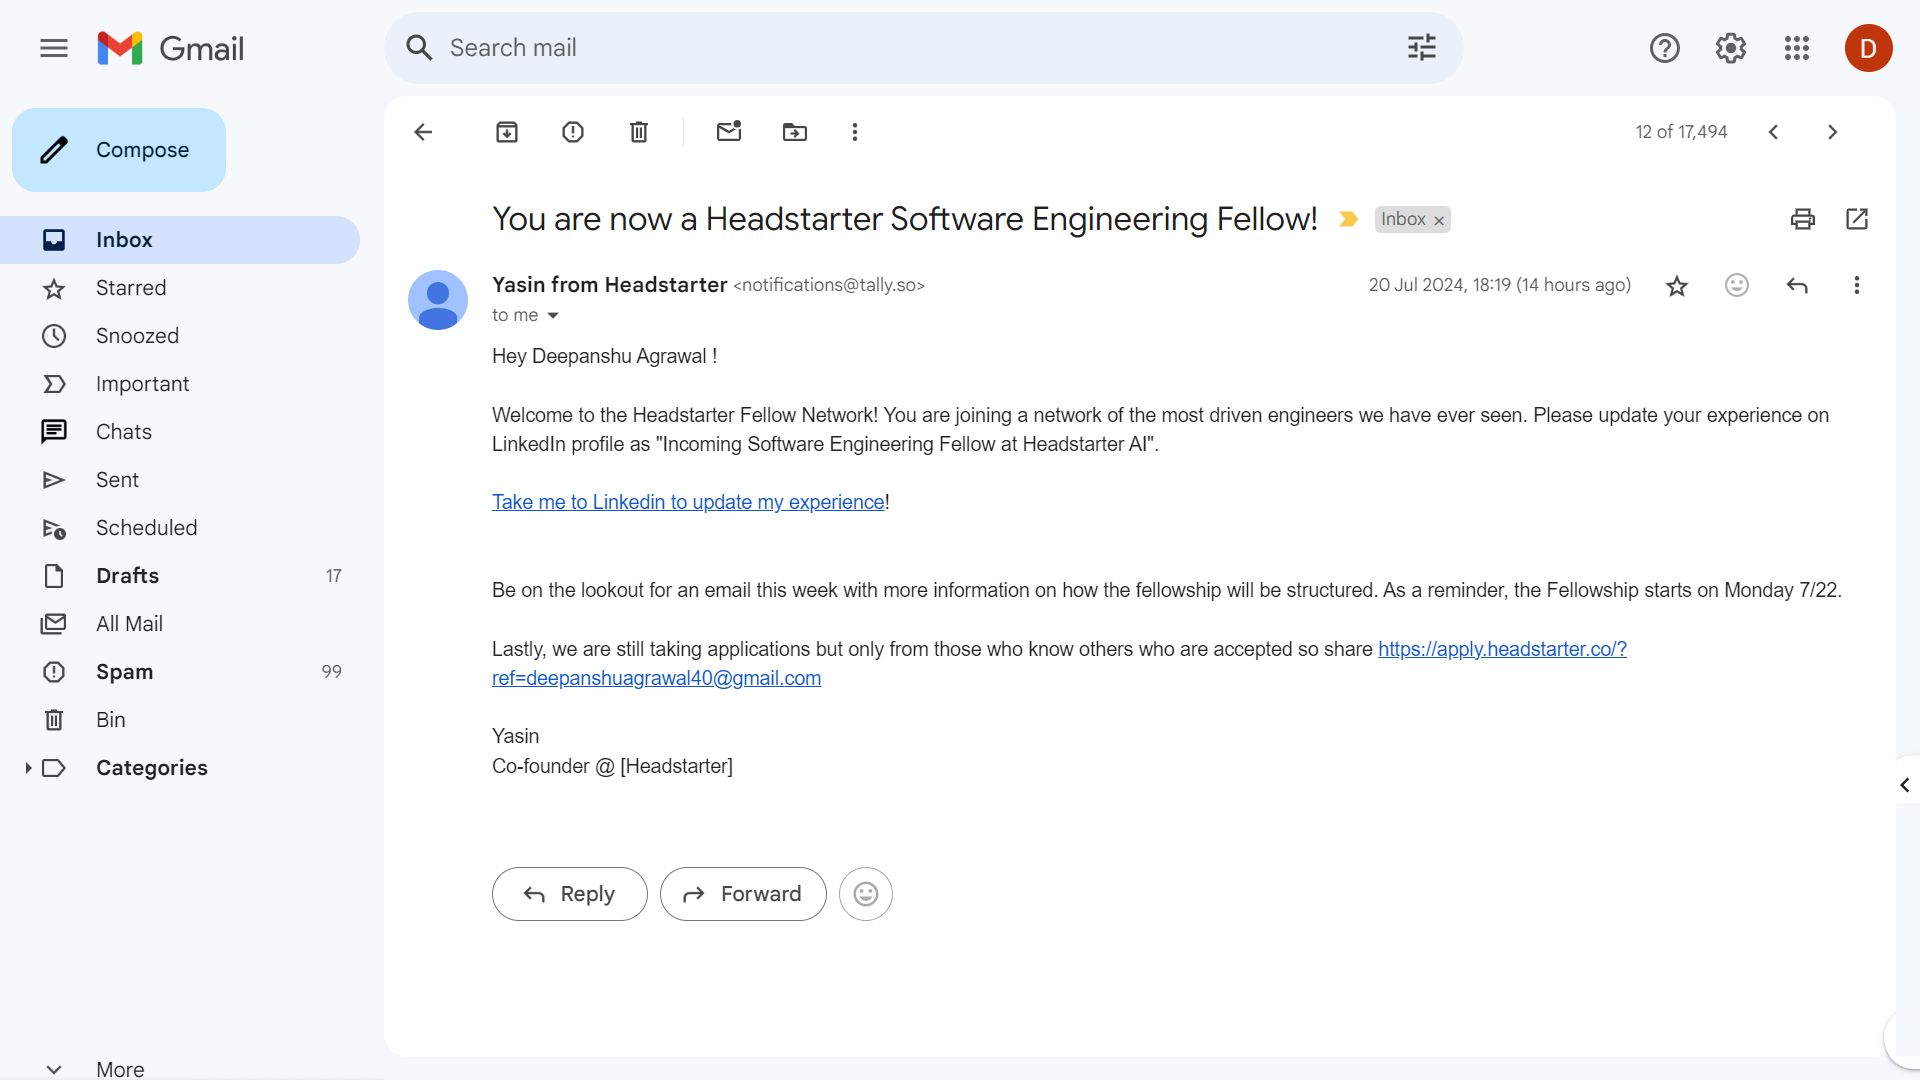 Gmail
Search mail
D
Compose
12 of 17,494
Inbox
Starred
Snoozed
Important
Chats
Sent
Scheduled
Drafts 17
All Mail
Spam 99
Bin
Categories
More
You are now a Headstarter Software Engineering Fellow!
Inbox ×
Yasin from Headstarter <notifications@tally.so>
20 Jul 2024, 18:19 (14 hours ago)
to me
Hey Deepanshu Agrawal !
Welcome to the Headstarter Fellow Network! You are joining a network of the most driven engineers we have ever seen. Please update your experience on
LinkedIn profile as "Incoming Software Engineering Fellow at Headstarter AI".
Take me to Linkedin to update my experience!
Be on the lookout for an email this week with more information on how the fellowship will be structured. As a reminder, the Fellowship starts on Monday 7/22.
Lastly, we are still taking applications but only from those who know others who are accepted so share https://apply.headstarter.co/?
ref=deepanshuagrawal40@gmail.com
Yasin
Co-founder @ [Headstarter]
Reply
Forward